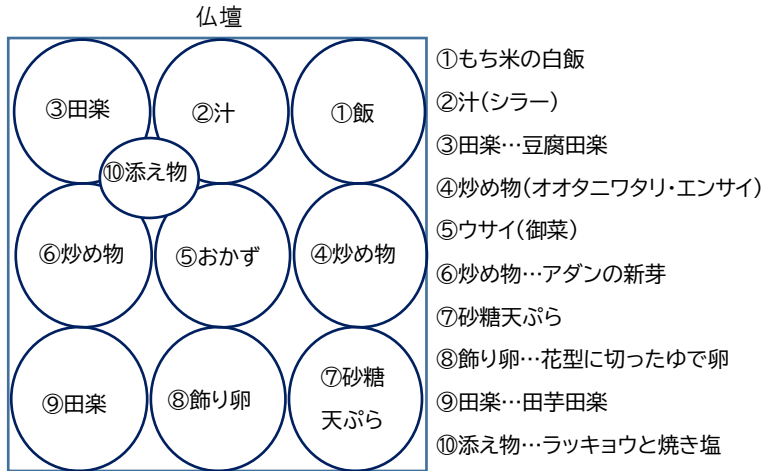 仏壇
③田楽
②汁
①飯
⑩添え物
⑥炒め物
⑤おかず
④炒め物
⑨田楽
⑧飾り卵
⑦砂糖
天ぷら
①もち米の白飯
②汁(シラー)
③田楽…豆腐田楽
④炒め物(オオタニワタリ・エンサイ)
⑤ウサイ(御菜)
⑥炒め物…アダンの新芽
⑦砂糖天ぷら
⑧飾り卵…花型に切ったゆで卵
⑨田楽…田芋田楽
⑩添え物…ラッキョウと焼き塩